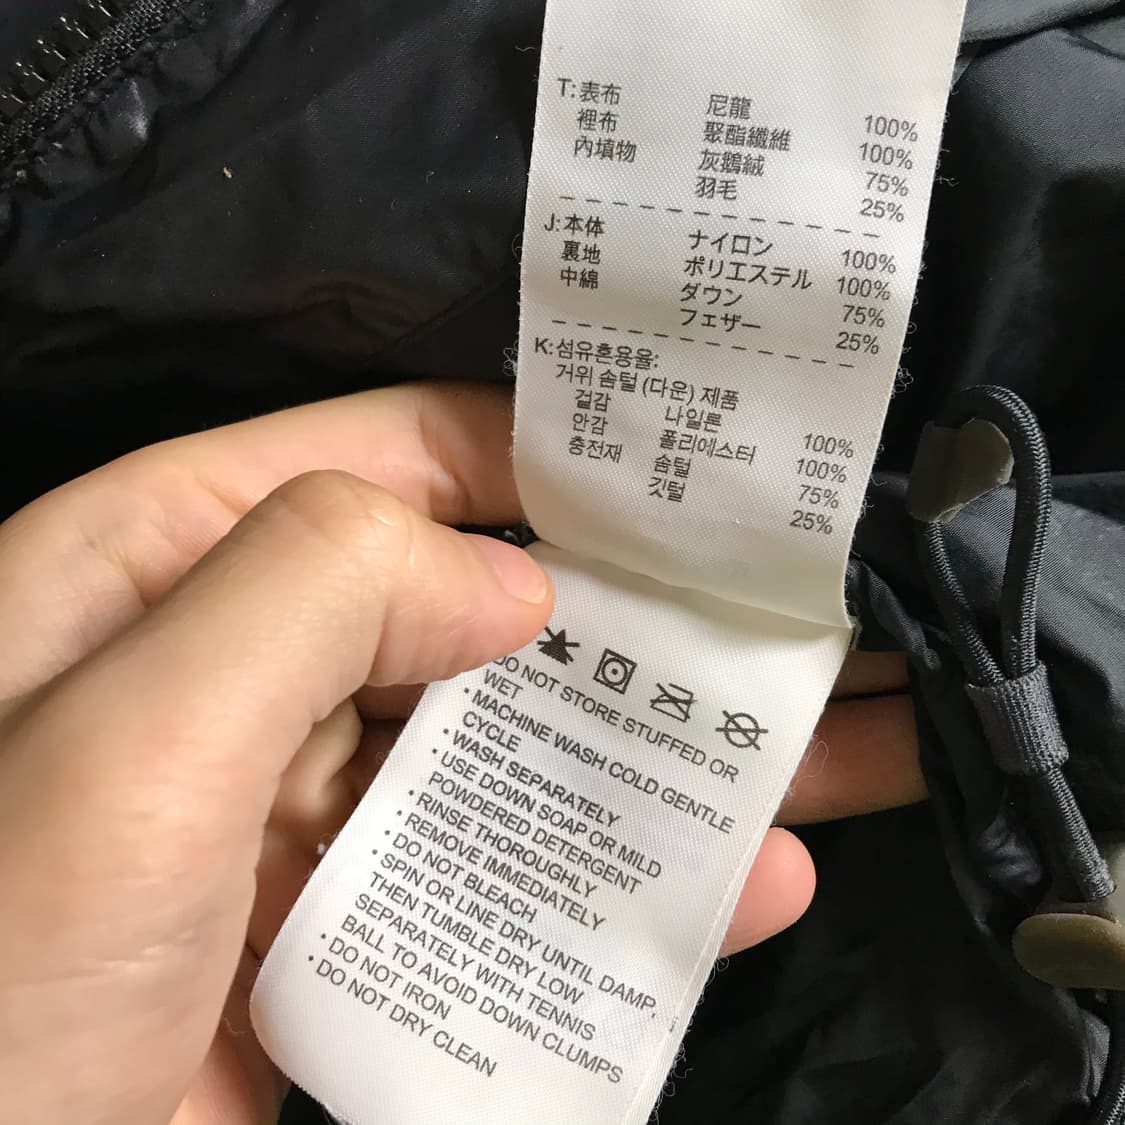 T: 表布 尼龍 100%
裡布 聚酯纖維 100%
內填物 灰鵝絨 75%
羽毛 25%
J: 本体 ナイロン 100%
裏地 ポリエステル 100%
中綿 ダウン 75%
フェザー 25%
K: 섬유혼용율:
거위 솜털 (다운) 제품
겉감 나일론 100%
안감 폴리에스터 100%
충전재 솜털 75%
깃털 25%
DO NOT STORE STUFFED OR
WET
• MACHINE WASH COLD GENTLE
CYCLE
• WASH SEPARATELY
• USE DOWN SOAP OR MILD
POWDERED DETERGENT
• RINSE THOROUGHLY
• REMOVE IMMEDIATELY
• DO NOT BLEACH
• SPIN OR LINE DRY UNTIL DAMP,
THEN TUMBLE DRY LOW
SEPARATELY WITH TENNIS
BALL TO AVOID DOWN CLUMPS
• DO NOT IRON
• DO NOT DRY CLEAN